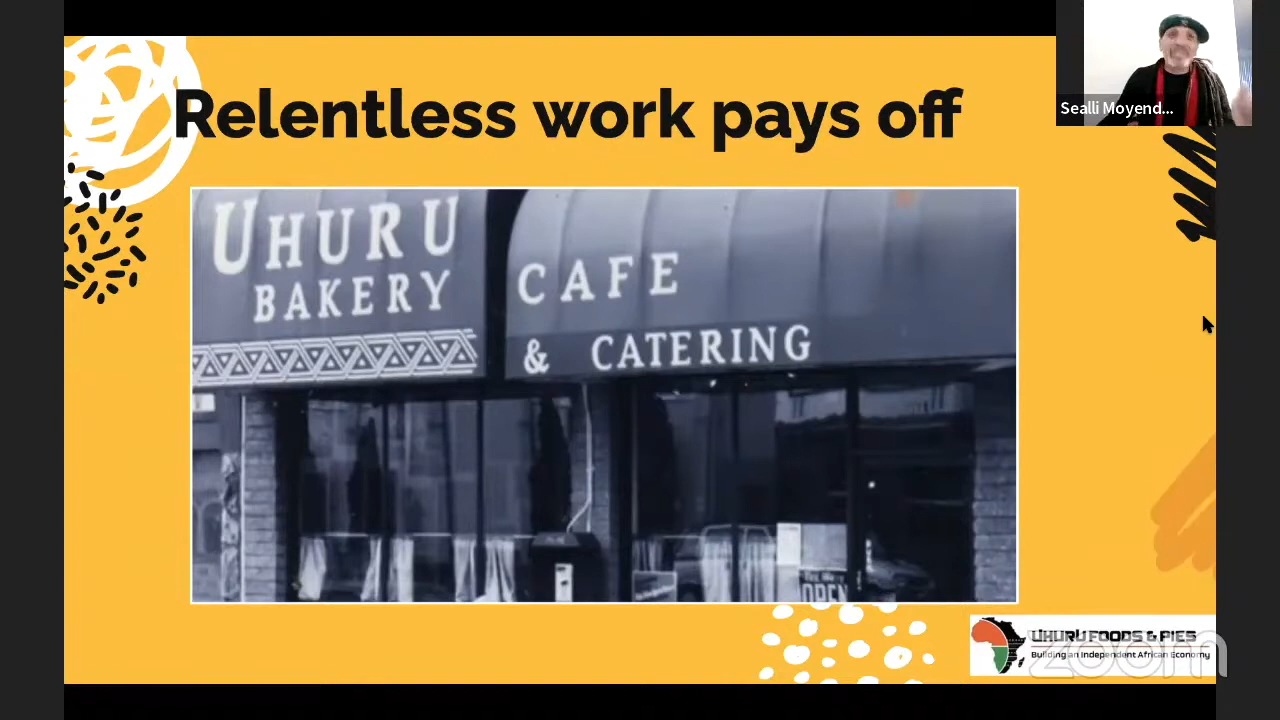 Relentless work pays off
Sealli Moyend...
UHURU
BAKERY
CAFE
& CATERING
OPEN
UHURU FOODS & PIES
Building an Independent African Economy
zoom